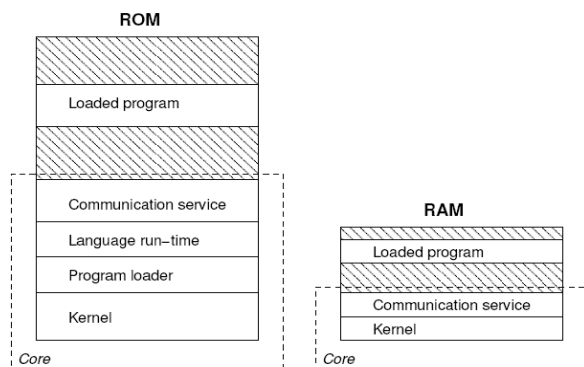 ROM
Loaded program
Communication service
Language run-time
Program loader
Kernel
Core
RAM
Loaded program
Communication service
Kernel
Core